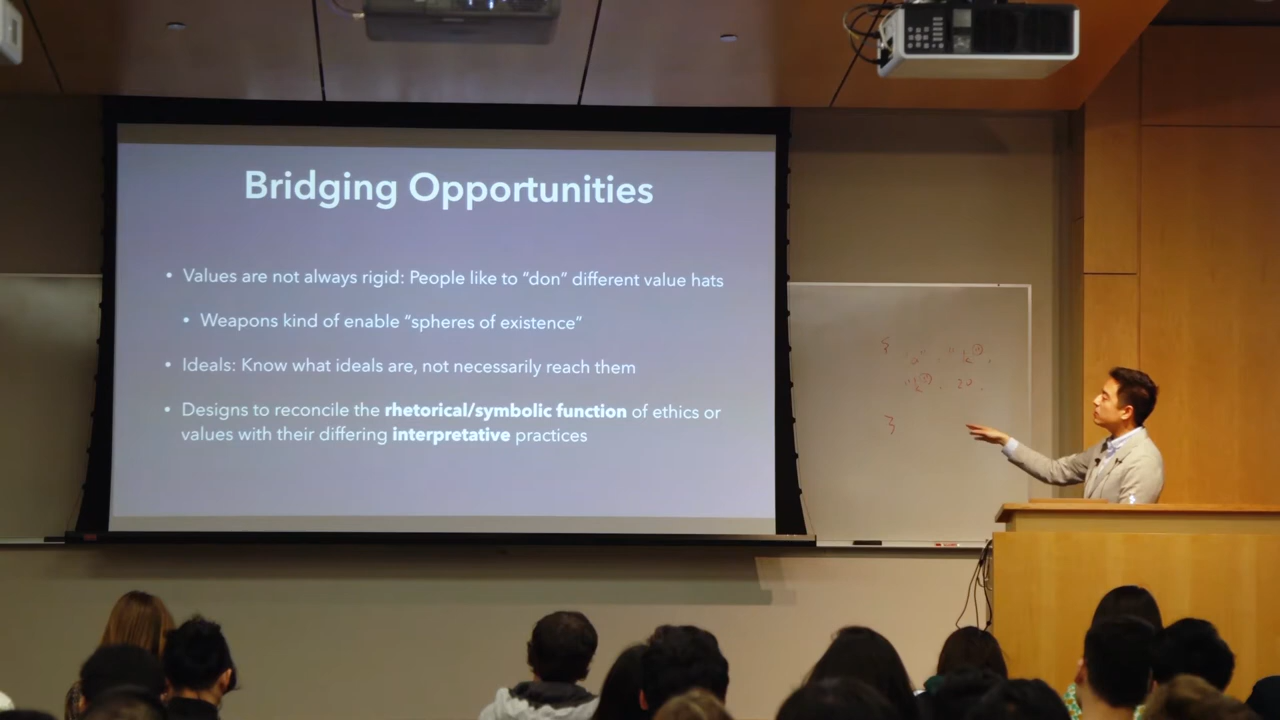 Bridging Opportunities
• Values are not always rigid: People like to “don” different value hats
• Weapons kind of enable “spheres of existence”
• Ideals: Know what ideals are, not necessarily reach them
• Designs to reconcile the rhetorical/symbolic function of ethics or
values with their differing interpretative practices